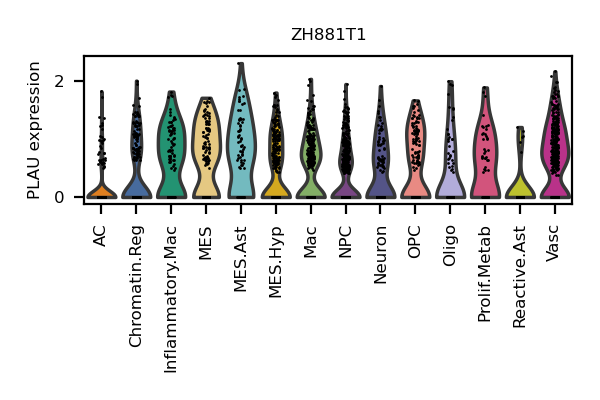 ZH881T1
PLAU expression
2
0
AC
Chromatin.Reg
Inflammatory.Mac
MES
MES.Ast
MES.Hyp
Mac
NPC
Neuron
OPC
Oligo
Prolif.Metab
Reactive.Ast
Vasc